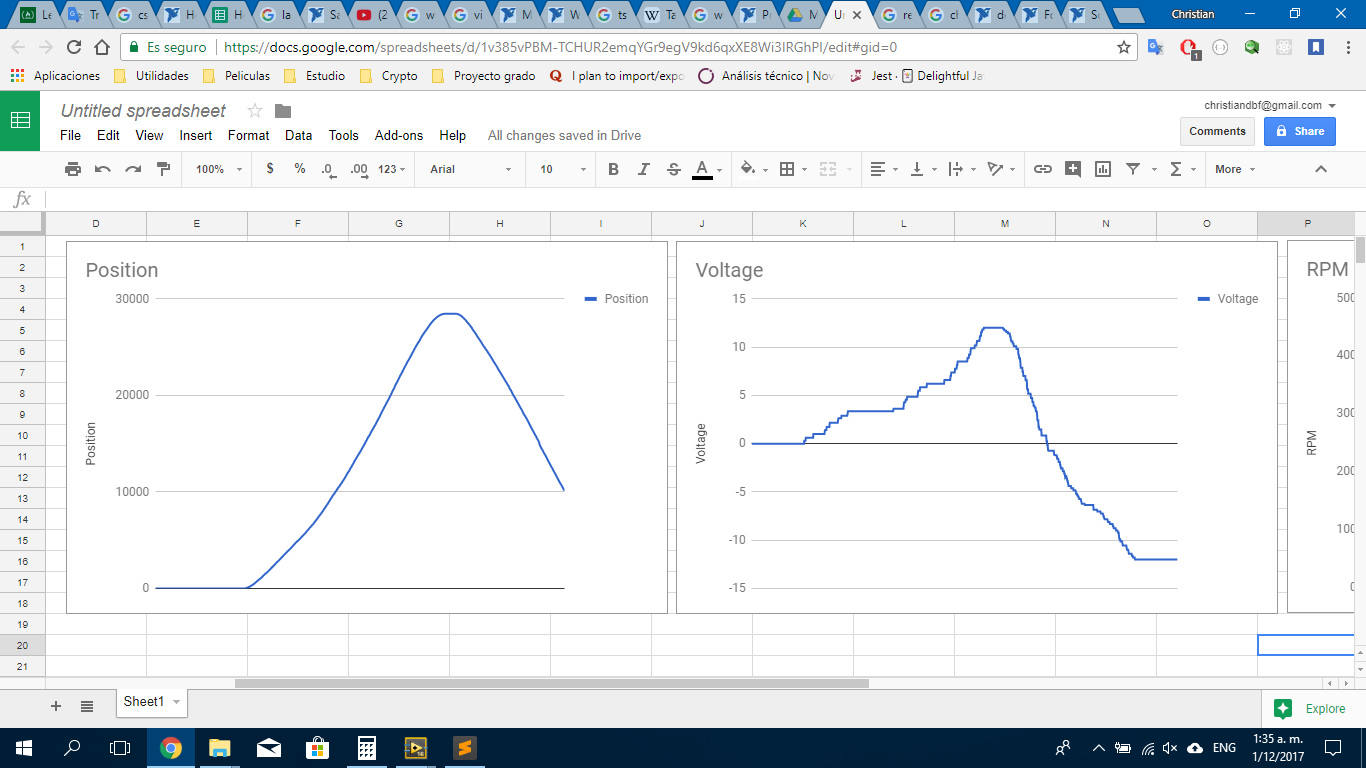 Le Tr cs H H la Sa (2 w vi M W ts Ta w P M Ur re cl di Fo So Christian
Es seguro https://docs.google.com/spreadsheets/d/1v385vPBM-TCHUR2emqYGr9egV9kd6qxXE8Wi3IRGhPI/edit#gid=0 1
Aplicaciones Utilidades Peliculas Estudio Crypto Proyecto grado I plan to import/expo Análisis técnico | Nov Jest · Delightful Ja
Untitled spreadsheet christiandbf@gmail.com
File Edit View Insert Format Data Tools Add-ons Help All changes saved in Drive Comments Share
100% $ % .0 .00 123 Arial 10 B I S A Σ More
fx
D E F G H I J K L M N O P
1
2
3
4
5
6
7
8
9
10
11
12
13
14
15
16
17
18
19
20
21
Position
Position
30000
20000
10000
0
Position
Voltage
Voltage
15
10
5
0
-5
-10
-15
Voltage
RPM
500
400
300
200
100
0
RPM
+ Sheet1 Explore
16 ENG 1:35 a. m.
1/12/2017